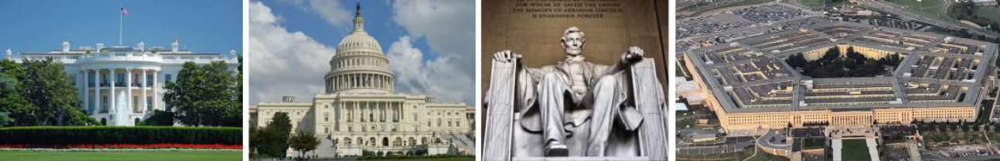 FOR WHOM HE SAVED THE UNION
THE MEMORY OF ABRAHAM LINCOLN
IS ENSHRINED FOREVER